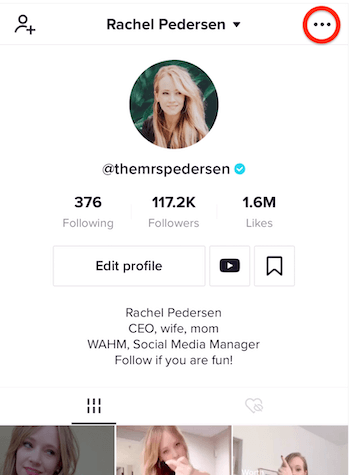 Rachel Pedersen
@themrspedersen
376 117.2K 1.6M
Following Followers Likes
Edit profile
Rachel Pedersen
CEO, wife, mom
WAHM, Social Media Manager
Follow if you are fun!